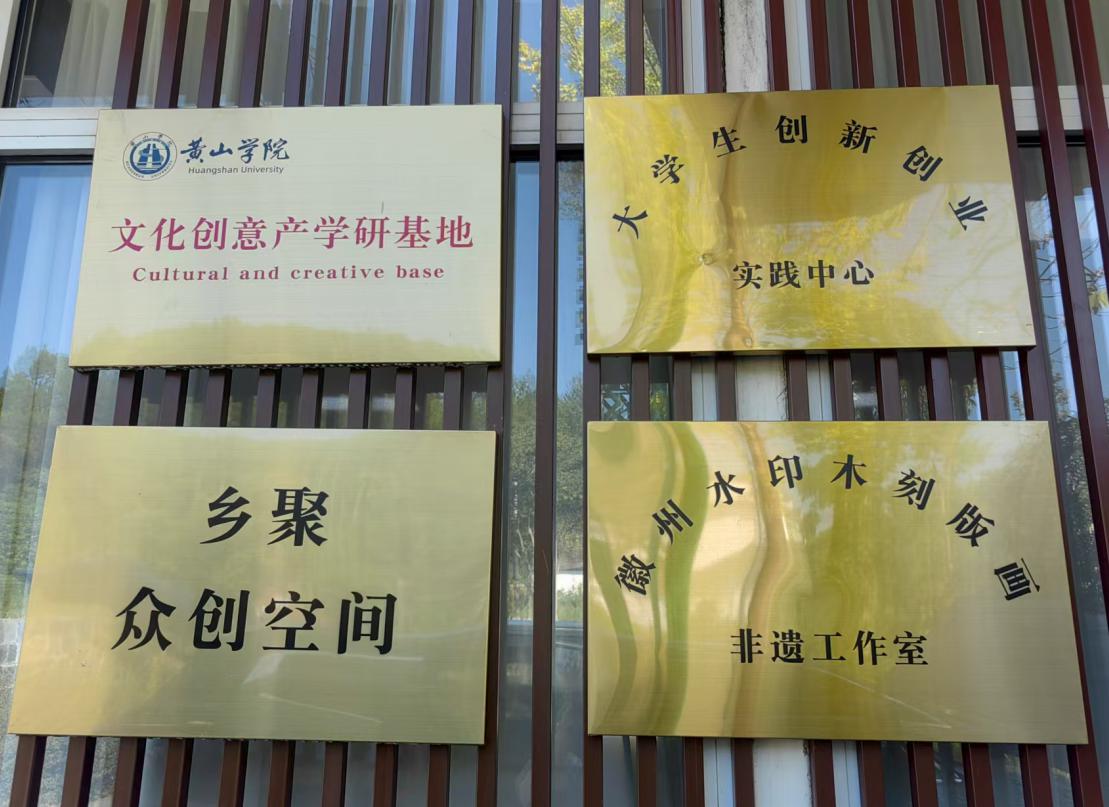 黄山学院
Huangshan University
文化创意产学研基地
Cultural and creative base
大学生创新创业
实践中心
乡聚
众创空间
徽州水印木刻版画
非遗工作室